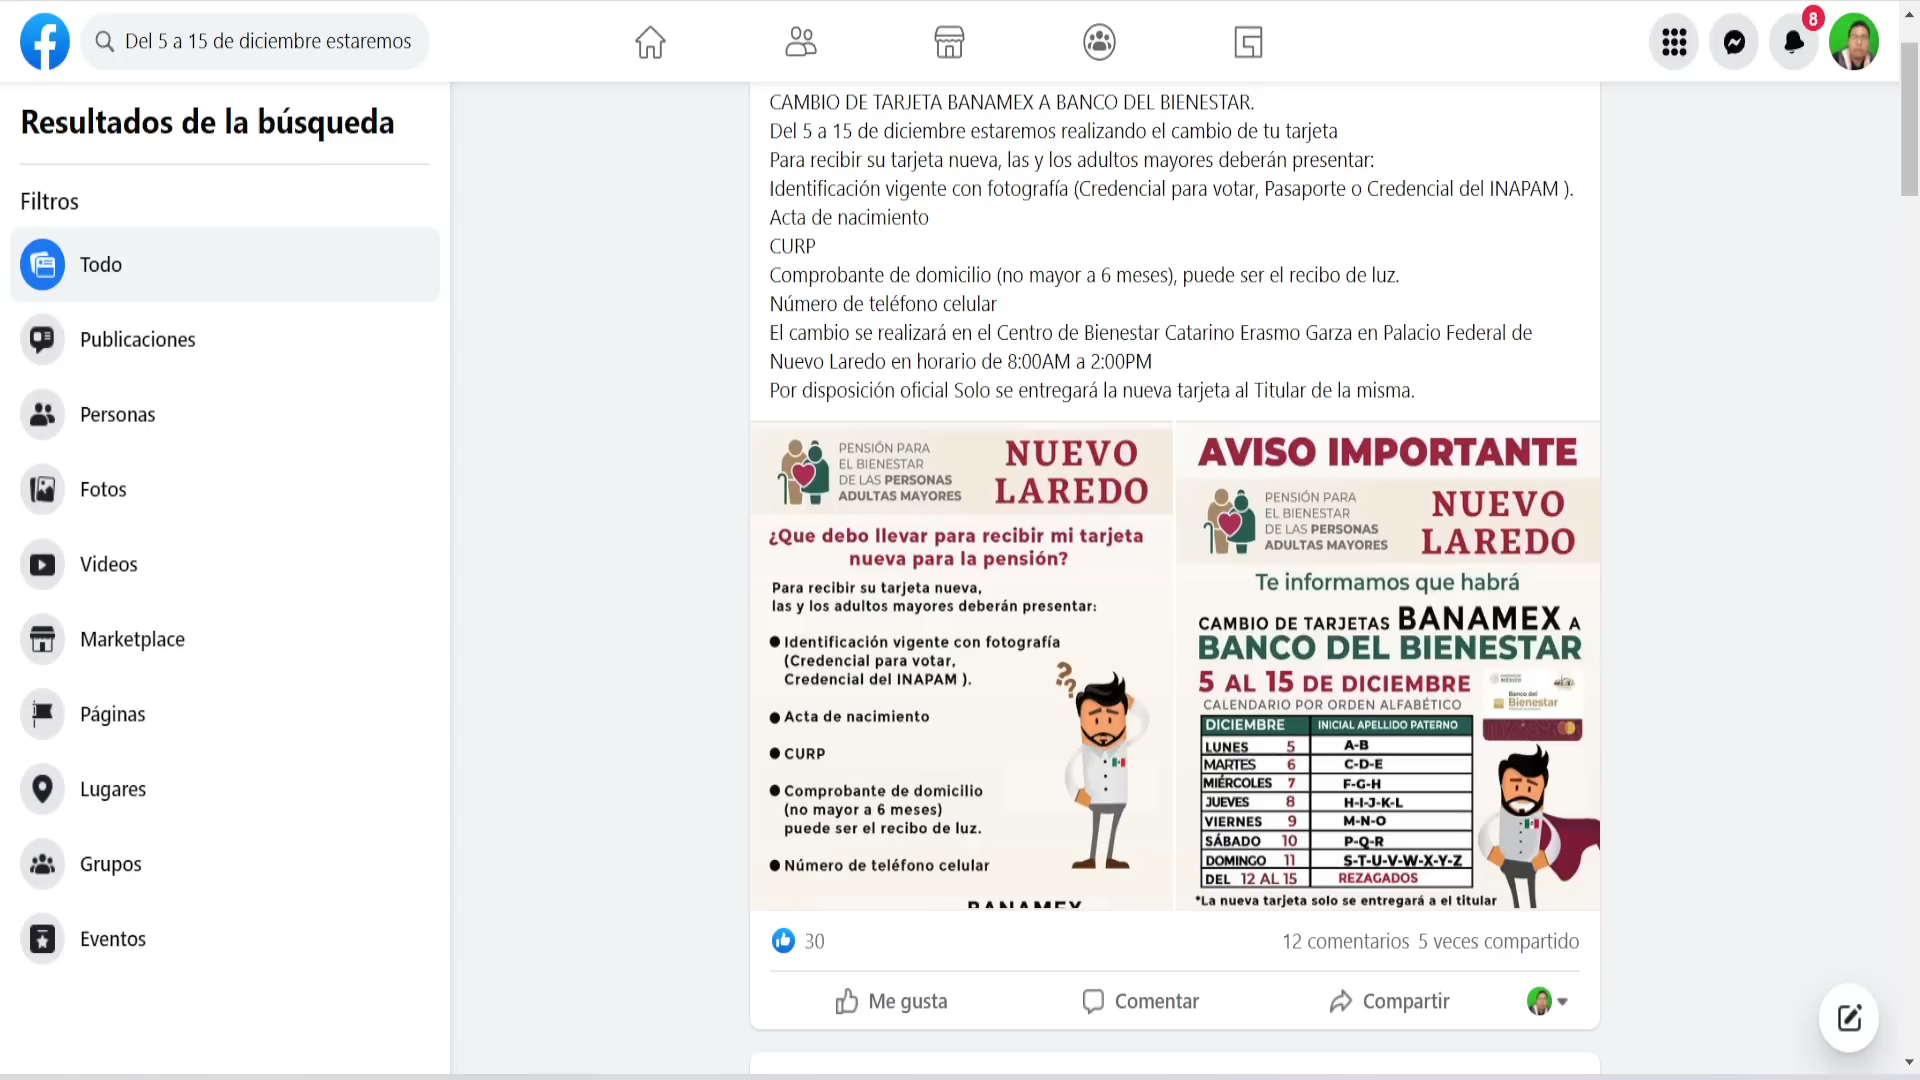 Del 5 a 15 de diciembre estaremos
8
Resultados de la búsqueda
Filtros
Todo
Publicaciones
Personas
Fotos
Videos
Marketplace
Páginas
Lugares
Grupos
Eventos
CAMBIO DE TARJETA BANAMEX A BANCO DEL BIENESTAR.
Del 5 a 15 de diciembre estaremos realizando el cambio de tu tarjeta
Para recibir su tarjeta nueva, las y los adultos mayores deberán presentar:
Identificación vigente con fotografía (Credencial para votar, Pasaporte o Credencial del INAPAM ).
Acta de nacimiento
CURP
Comprobante de domicilio (no mayor a 6 meses), puede ser el recibo de luz.
Número de teléfono celular
El cambio se realizará en el Centro de Bienestar Catarino Erasmo Garza en Palacio Federal de
Nuevo Laredo en horario de 8:00AM a 2:00PM
Por disposición oficial Solo se entregará la nueva tarjeta al Titular de la misma.
PENSIÓN PARA
EL BIENESTAR
DE LAS PERSONAS
ADULTAS MAYORES
NUEVO
LAREDO
¿Que debo llevar para recibir mi tarjeta
nueva para la pensión?
Para recibir su tarjeta nueva,
las y los adultos mayores deberán presentar:
● Identificación vigente con fotografía
(Credencial para votar,
Credencial del INAPAM ).
● Acta de nacimiento
● CURP
● Comprobante de domicilio
(no mayor a 6 meses)
puede ser el recibo de luz.
● Número de teléfono celular
BANAMEX
??
AVISO IMPORTANTE
PENSIÓN PARA
EL BIENESTAR
DE LAS PERSONAS
ADULTAS MAYORES
NUEVO
LAREDO
Te informamos que habrá
CAMBIO DE TARJETAS BANAMEX A
BANCO DEL BIENESTAR
5 AL 15 DE DICIEMBRE
CALENDARIO POR ORDEN ALFABÉTICO
DICIEMBRE INICIAL APELLIDO PATERNO
LUNES 5 A-B
MARTES 6 C-D-E
MIÉRCOLES 7 F-G-H
JUEVES 8 H-I-J-K-L
VIERNES 9 M-N-O
SÁBADO 10 P-Q-R
DOMINGO 11 S-T-U-V-W-X-Y-Z
DEL 12 AL 15 REZAGADOS
*La nueva tarjeta solo se entregará a el titular
MÉXICO
Banco del
Bienestar
30
12 comentarios 5 veces compartido
Me gusta
Comentar
Compartir